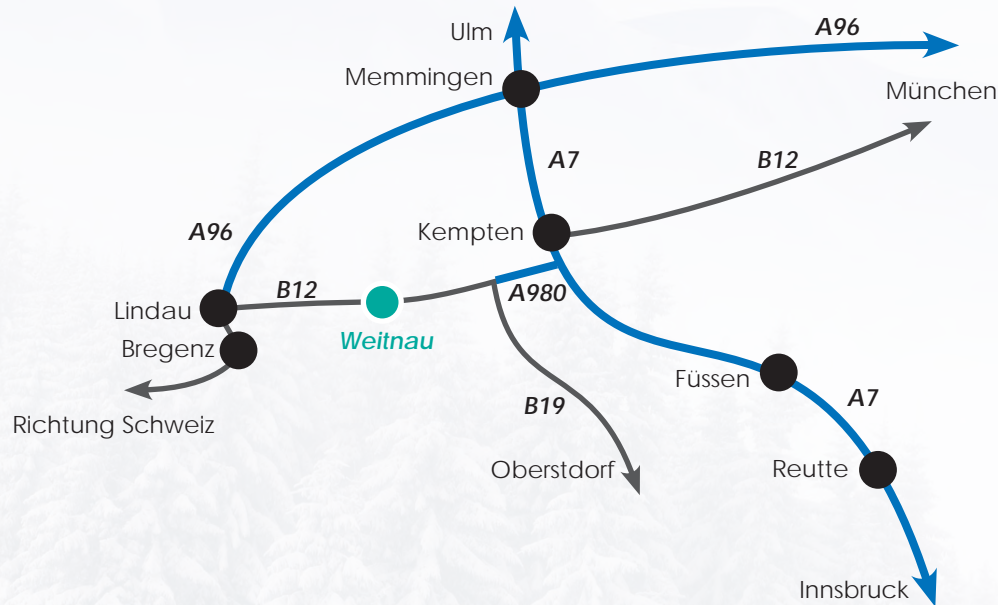 A96
Ulm
Memmingen
München
A7
B12
A96
Kempten
B12
A980
Lindau
Weitnau
Bregenz
Füssen
A7
B19
Richtung Schweiz
Oberstdorf
Reutte
Innsbruck